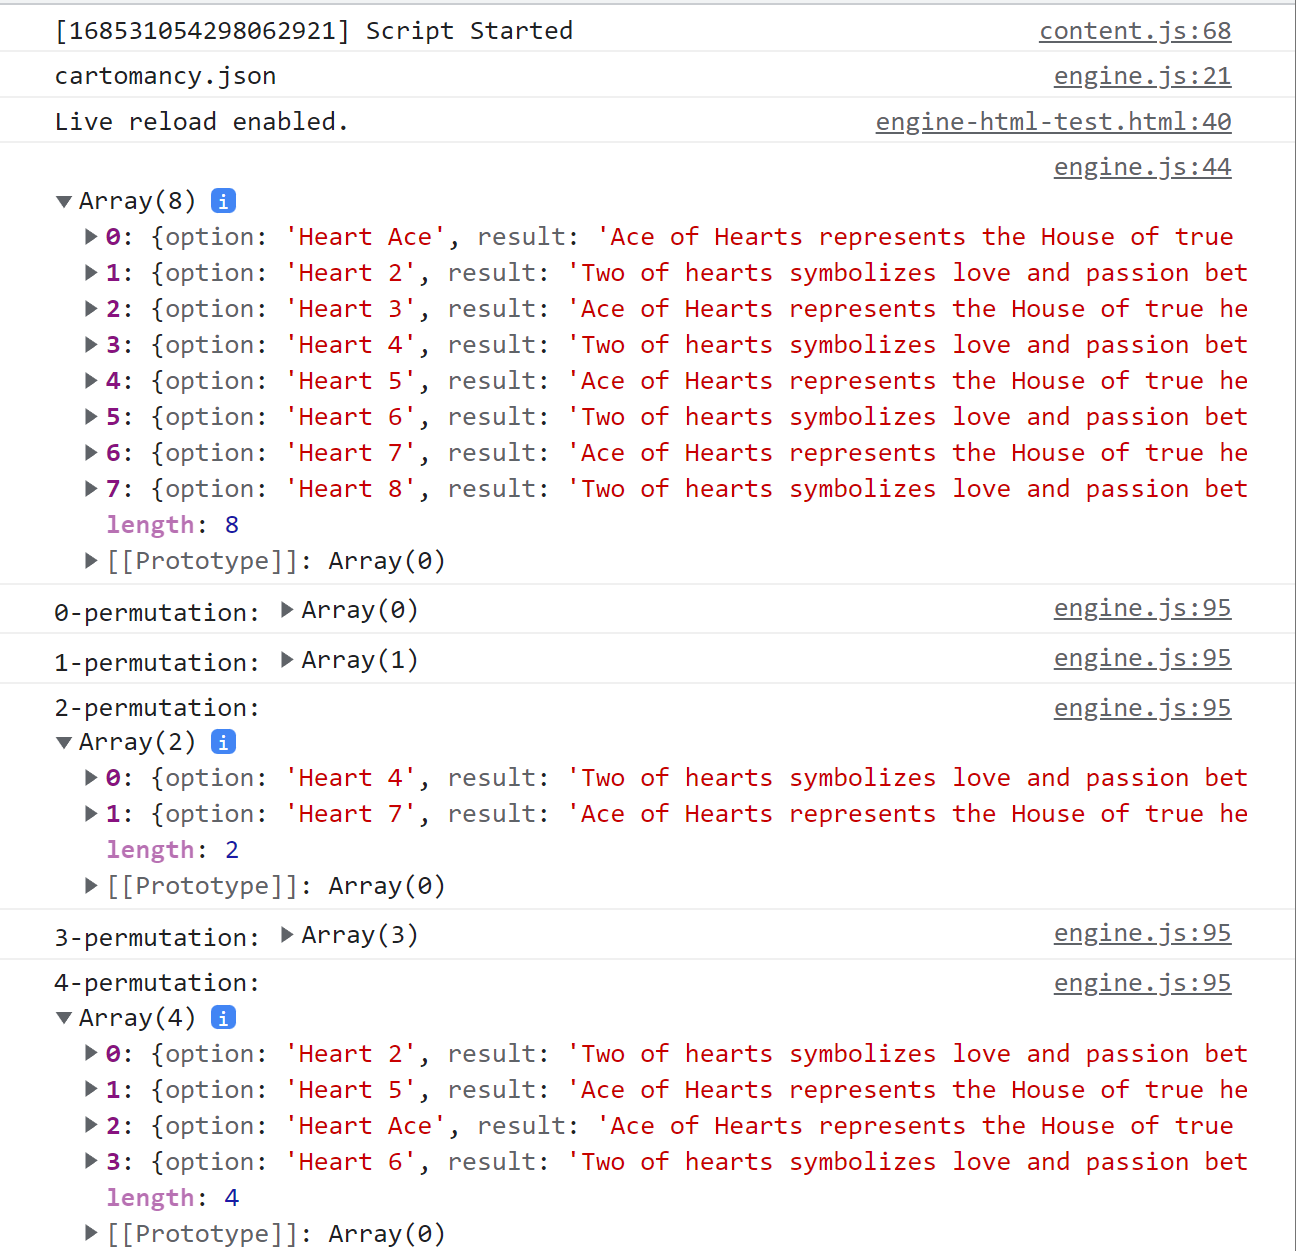 [168531054298062921] Script Started content.js:68
cartomancy.json engine.js:21
Live reload enabled. engine-html-test.html:40
engine.js:44
▼Array(8) i
▶0: {option: 'Heart Ace', result: 'Ace of Hearts represents the House of true
▶1: {option: 'Heart 2', result: 'Two of hearts symbolizes love and passion bet
▶2: {option: 'Heart 3', result: 'Ace of Hearts represents the House of true he
▶3: {option: 'Heart 4', result: 'Two of hearts symbolizes love and passion bet
▶4: {option: 'Heart 5', result: 'Ace of Hearts represents the House of true he
▶5: {option: 'Heart 6', result: 'Two of hearts symbolizes love and passion bet
▶6: {option: 'Heart 7', result: 'Ace of Hearts represents the House of true he
▶7: {option: 'Heart 8', result: 'Two of hearts symbolizes love and passion bet
length: 8
▶[[Prototype]]: Array(0)
0-permutation: ▶Array(0) engine.js:95
1-permutation: ▶Array(1) engine.js:95
2-permutation: engine.js:95
▼Array(2) i
▶0: {option: 'Heart 4', result: 'Two of hearts symbolizes love and passion bet
▶1: {option: 'Heart 7', result: 'Ace of Hearts represents the House of true he
length: 2
▶[[Prototype]]: Array(0)
3-permutation: ▶Array(3) engine.js:95
4-permutation: engine.js:95
▼Array(4) i
▶0: {option: 'Heart 2', result: 'Two of hearts symbolizes love and passion bet
▶1: {option: 'Heart 5', result: 'Ace of Hearts represents the House of true he
▶2: {option: 'Heart Ace', result: 'Ace of Hearts represents the House of true
▶3: {option: 'Heart 6', result: 'Two of hearts symbolizes love and passion bet
length: 4
▶[[Prototype]]: Array(0)